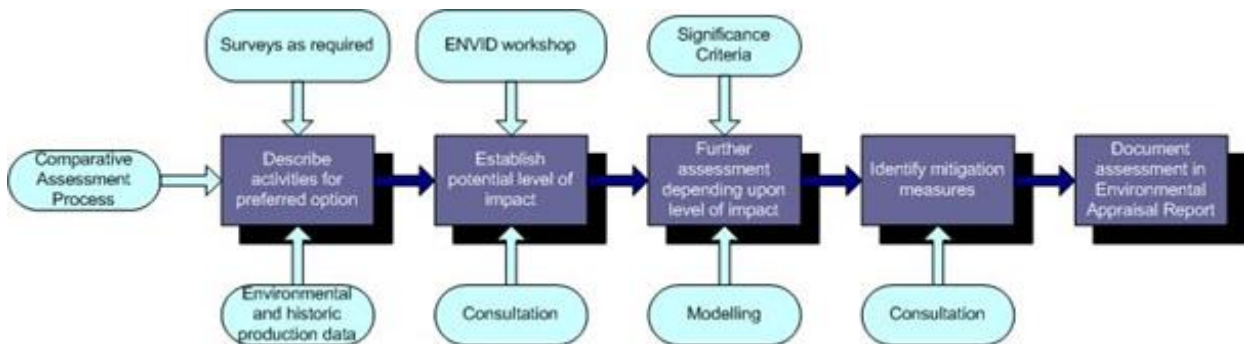 Surveys as required
ENVID workshop
Significance
Criteria
Comparative
Assessment
Process
Describe
activities for
preferred option
Establish
potential level of
impact
Further
assessment
depending upon
level of impact
Identify mitigation
measures
Document
assessment in
Environmental
Appraisal Report
Environmental
and historic
production data
Consultation
Modelling
Consultation